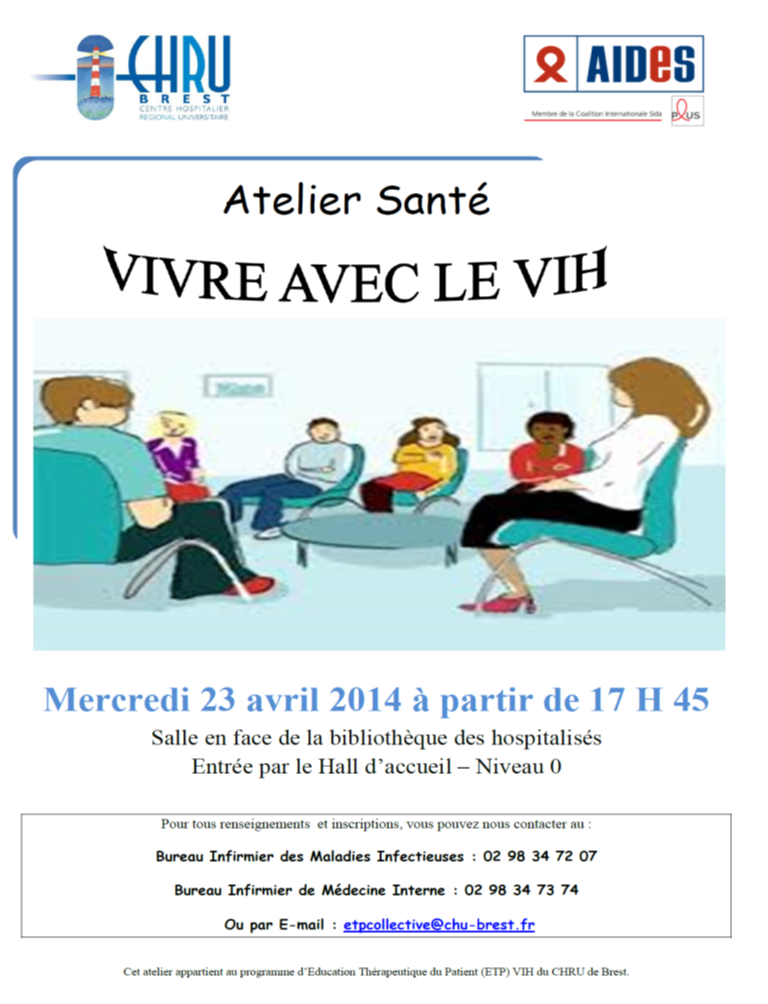 CHRU
BREST
CENTRE HOSPITALIER
REGIONAL UNIVERSITAIRE
AIDES
Membre de la Coalition Internationale Sida
PLUS
Atelier Santé
VIVRE AVEC LE VIH
Mercredi 23 avril 2014 à partir de 17 H 45
Salle en face de la bibliothèque des hospitalisés
Entrée par le Hall d’accueil – Niveau 0
Pour tous renseignements et inscriptions, vous pouvez nous contacter au :
Bureau Infirmier des Maladies Infectieuses : 02 98 34 72 07
Bureau Infirmier de Médecine Interne : 02 98 34 73 74
Ou par E-mail : etpcollective@chu-brest.fr
Cet atelier appartient au programme d’Education Thérapeutique du Patient (ETP) VIH du CHRU de Brest.